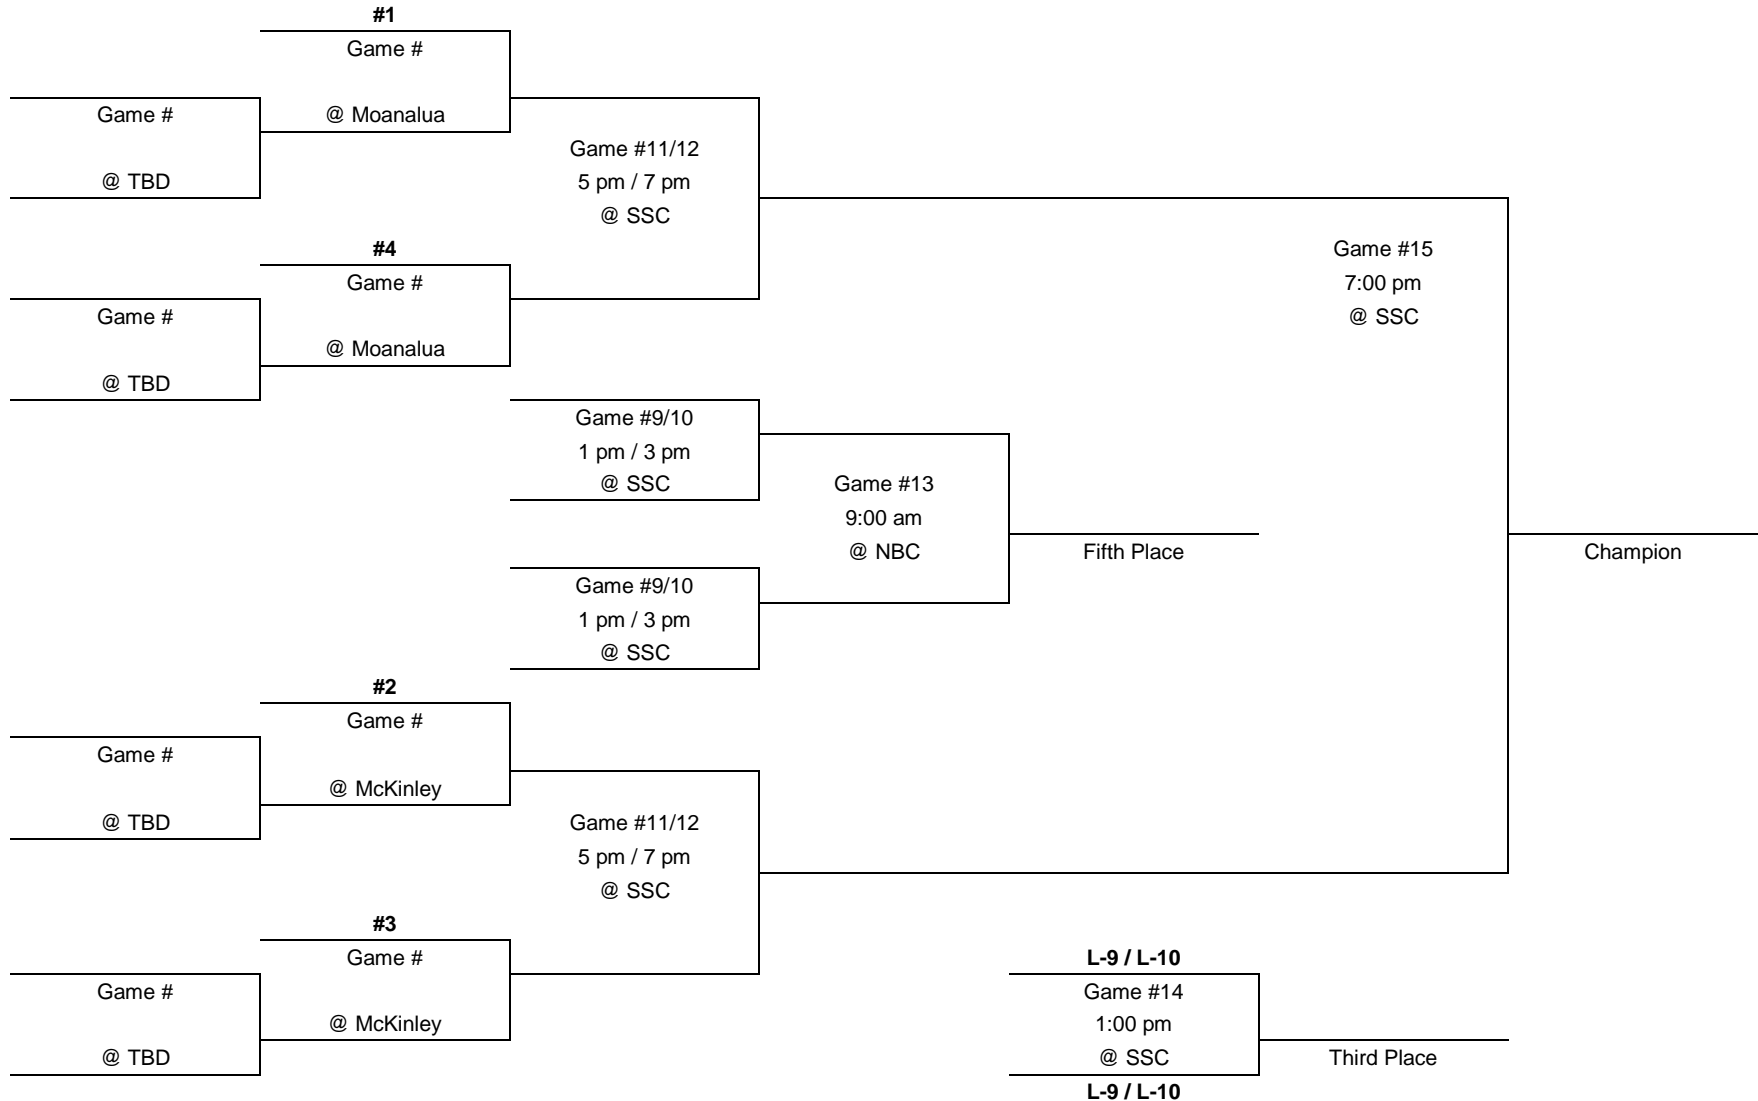 #1
Game #
@ Moanalua
Game #
@ TBD
Game #11/12
5 pm / 7 pm
@ SSC
#4
Game #
@ Moanalua
Game #
@ TBD
Game #15
7:00 pm
@ SSC
Game #9/10
1 pm / 3 pm
@ SSC
Game #13
9:00 am
@ NBC
Fifth Place
Champion
Game #9/10
1 pm / 3 pm
@ SSC
#2
Game #
@ McKinley
Game #
@ TBD
Game #11/12
5 pm / 7 pm
@ SSC
#3
Game #
@ McKinley
Game #
@ TBD
L-9 / L-10
Game #14
1:00 pm
@ SSC
L-9 / L-10
Third Place